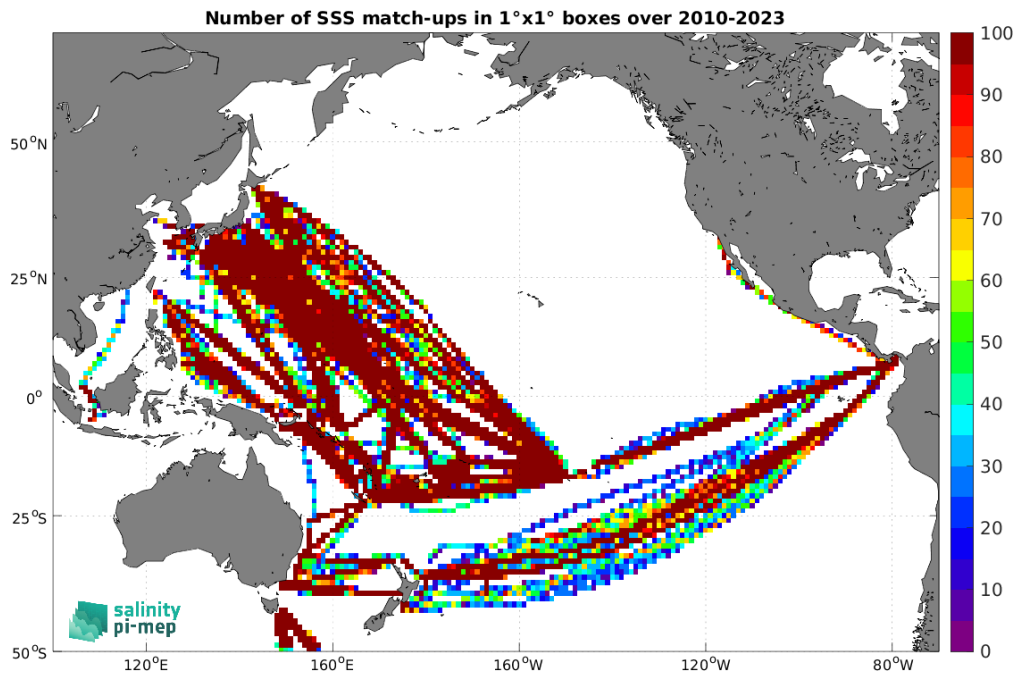 Number of SSS match-ups in 1°x1° boxes over 2010-2023
50°N
25°N
0°
25°S
50°S
120°E
160°E
160°W
120°W
80°W
100
90
80
70
60
50
40
30
20
10
0
salinity
pi-mep